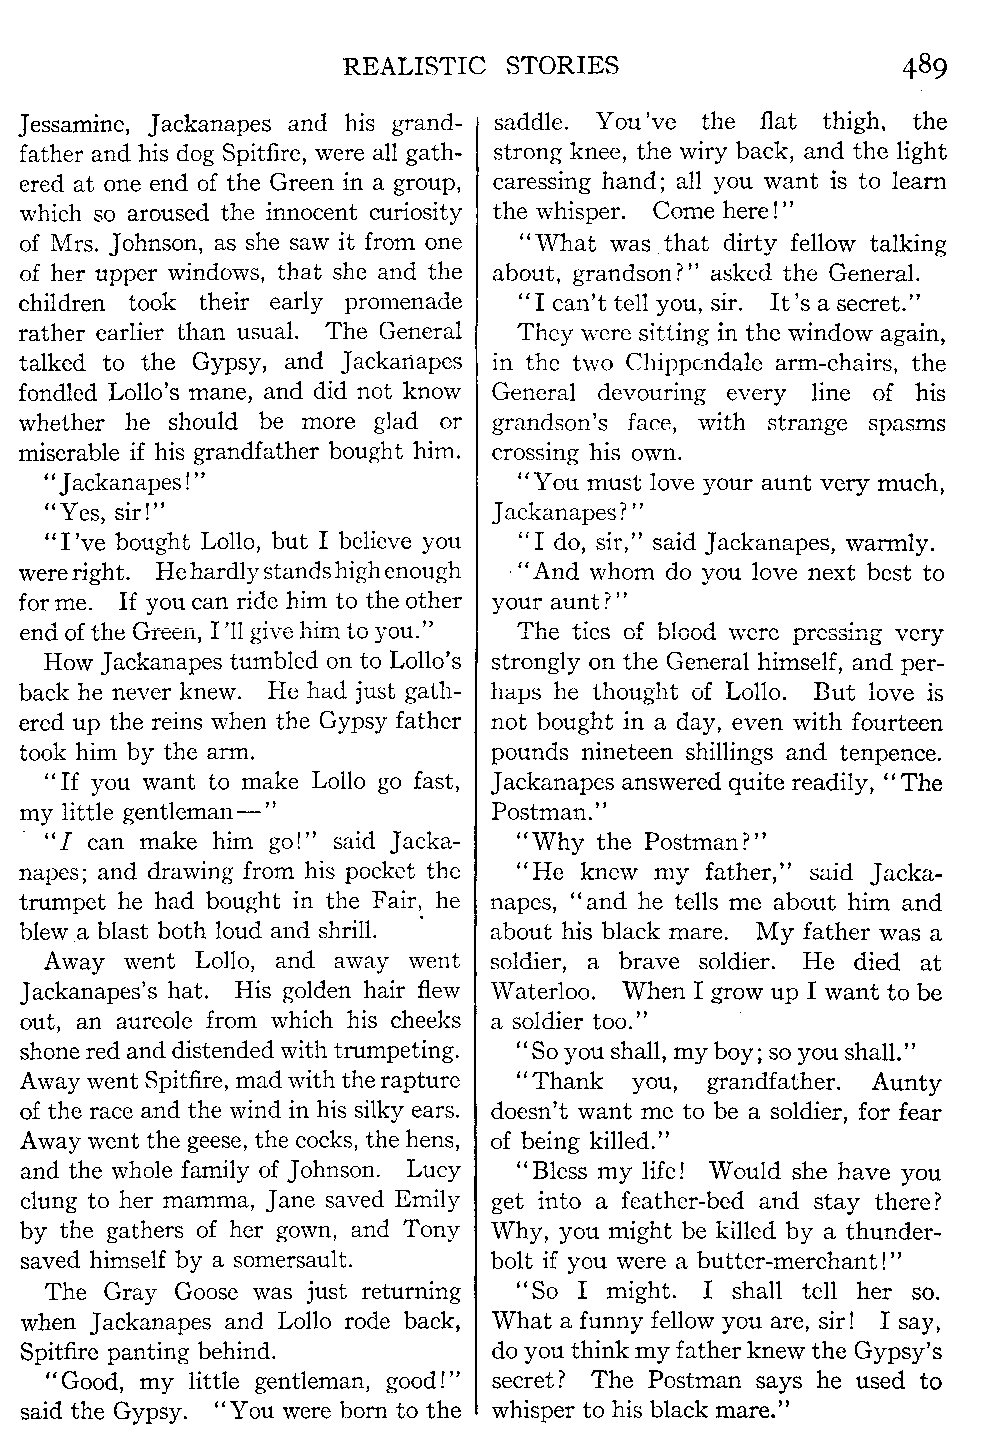 REALISTIC STORIES 489
Jessamine, Jackanapes and his grand-
father and his dog Spitfire, were all gath-
ered at one end of the Green in a group,
which so aroused the innocent curiosity
of Mrs. Johnson, as she saw it from one
of her upper windows, that she and the
children took their early promenade
rather earlier than usual. The General
talked to the Gypsy, and Jackanapes
fondled Lollo's mane, and did not know
whether he should be more glad or
miserable if his grandfather bought him.
"Jackanapes!"
"Yes, sir!"
"I've bought Lollo, but I believe you
were right. He hardly stands high enough
for me. If you can ride him to the other
end of the Green, I'll give him to you."
How Jackanapes tumbled on to Lollo's
back he never knew. He had just gath-
ered up the reins when the Gypsy father
took him by the arm.
"If you want to make Lollo go fast,
my little gentleman—"
"I can make him go!" said Jacka-
napes; and drawing from his pocket the
trumpet he had bought in the Fair, he
blew a blast both loud and shrill.
Away went Lollo, and away went
Jackanapes's hat. His golden hair flew
out, an aureole from which his cheeks
shone red and distended with trumpeting.
Away went Spitfire, mad with the rapture
of the race and the wind in his silky ears.
Away went the geese, the cocks, the hens,
and the whole family of Johnson. Lucy
clung to her mamma, Jane saved Emily
by the gathers of her gown, and Tony
saved himself by a somersault.
The Gray Goose was just returning
when Jackanapes and Lollo rode back,
Spitfire panting behind.
"Good, my little gentleman, good!"
said the Gypsy. "You were born to the
saddle. You've the flat thigh, the
strong knee, the wiry back, and the light
caressing hand; all you want is to learn
the whisper. Come here!"
"What was that dirty fellow talking
about, grandson?" asked the General.
"I can't tell you, sir. It's a secret."
They were sitting in the window again,
in the two Chippendale arm-chairs, the
General devouring every line of his
grandson's face, with strange spasms
crossing his own.
"You must love your aunt very much,
Jackanapes?"
"I do, sir," said Jackanapes, warmly.
"And whom do you love next best to
your aunt?"
The ties of blood were pressing very
strongly on the General himself, and per-
haps he thought of Lollo. But love is
not bought in a day, even with fourteen
pounds nineteen shillings and tenpence.
Jackanapes answered quite readily, "The
Postman."
"Why the Postman?"
"He knew my father," said Jacka-
napes, "and he tells me about him and
about his black mare. My father was a
soldier, a brave soldier. He died at
Waterloo. When I grow up I want to be
a soldier too."
"So you shall, my boy; so you shall."
"Thank you, grandfather. Aunty
doesn't want me to be a soldier, for fear
of being killed."
"Bless my life! Would she have you
get into a feather-bed and stay there?
Why, you might be killed by a thunder-
bolt if you were a butter-merchant!"
"So I might. I shall tell her so.
What a funny fellow you are, sir! I say,
do you think my father knew the Gypsy's
secret? The Postman says he used to
whisper to his black mare."